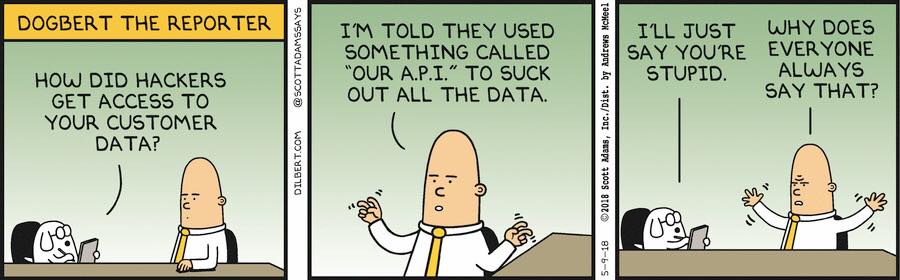 DOGBERT THE REPORTER
HOW DID HACKERS
GET ACCESS TO
YOUR CUSTOMER
DATA?
DILBERT.COM
@SCOTTADAMSSAYS
I'M TOLD THEY USED
SOMETHING CALLED
"OUR A.P.I." TO SUCK
OUT ALL THE DATA.
5-9-18
©2018 Scott Adams, Inc./Dist. by Andrews McMeel
I'LL JUST
SAY YOU'RE
STUPID.
WHY DOES
EVERYONE
ALWAYS
SAY THAT?